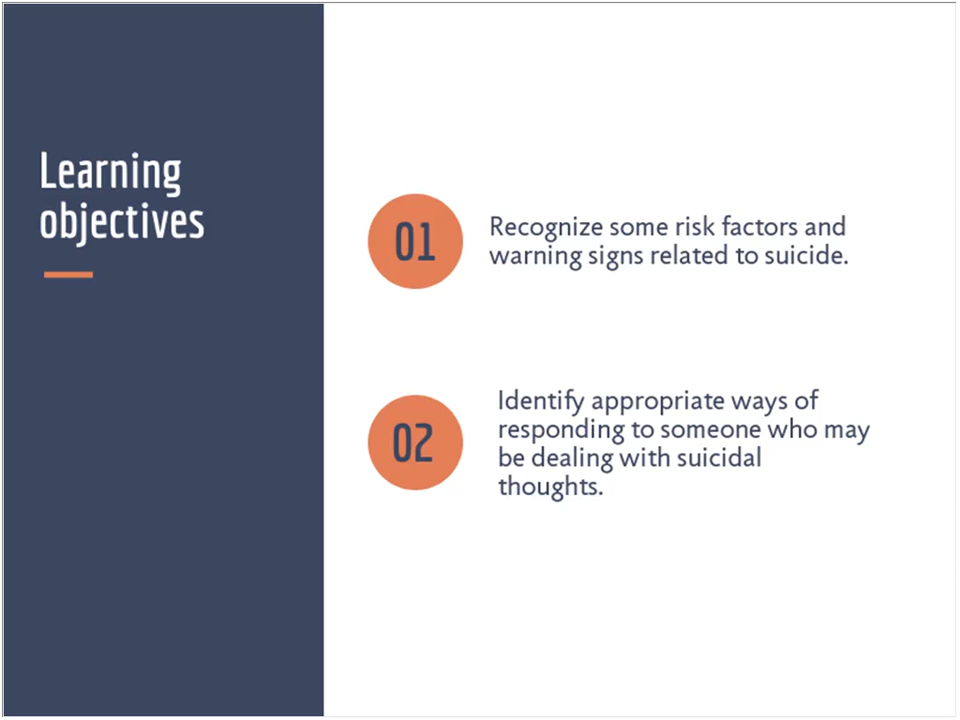 Learning
objectives
01
Recognize some risk factors and
warning signs related to suicide.
02
Identify appropriate ways of
responding to someone who may
be dealing with suicidal
thoughts.